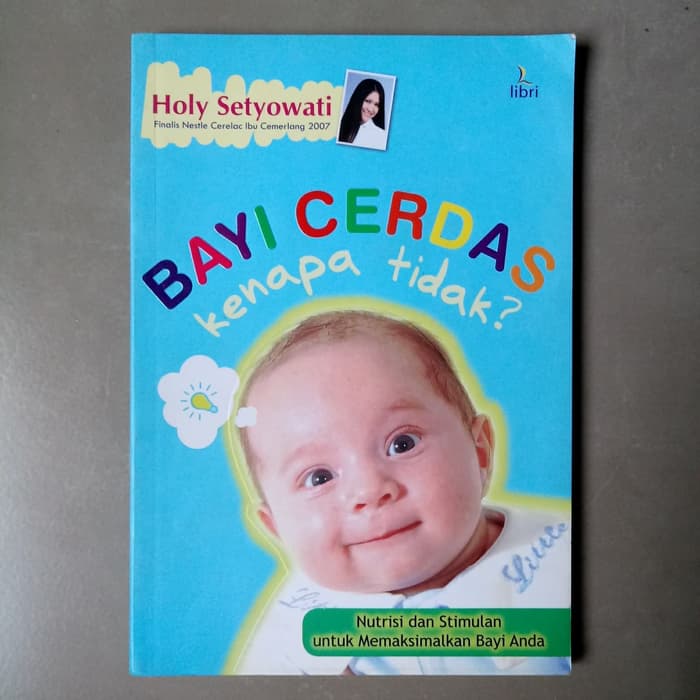 Holy Setyowati
Finalis Nestle Cerelac Ibu Cemerlang 2007
libri
BAYI CERDAS
kenapa tidak?
Little
Nutrisi dan Stimulan
untuk Memaksimalkan Bayi Anda